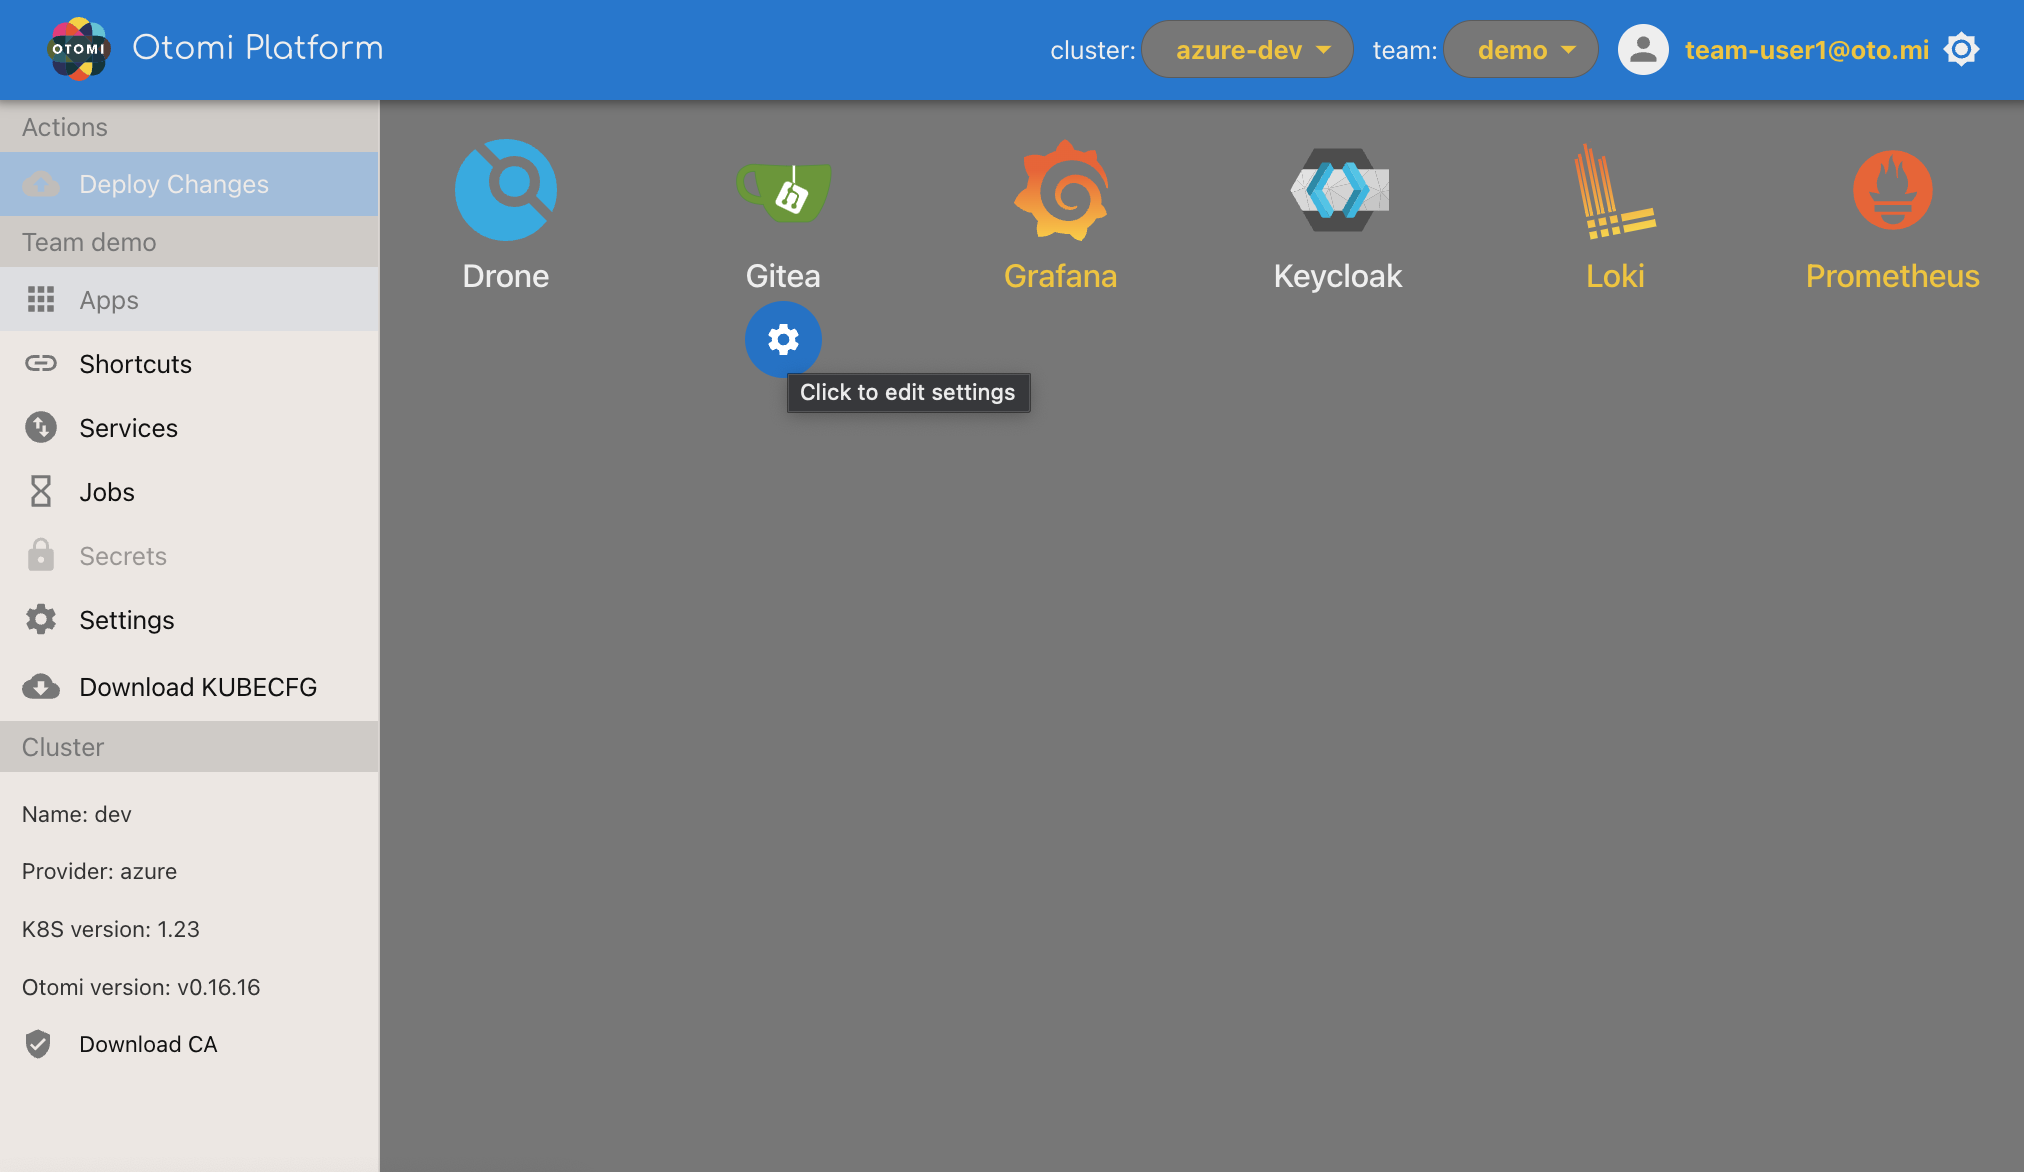 OTOMI
Otomi Platform
cluster: azure-dev team: demo team-user1@oto.mi
Actions
Deploy Changes
Team demo
Apps
Shortcuts
Services
Jobs
Secrets
Settings
Download KUBECFG
Cluster
Name: dev
Provider: azure
K8S version: 1.23
Otomi version: v0.16.16
Download CA
Drone
Gitea
Grafana
Keycloak
Loki
Prometheus
Click to edit settings